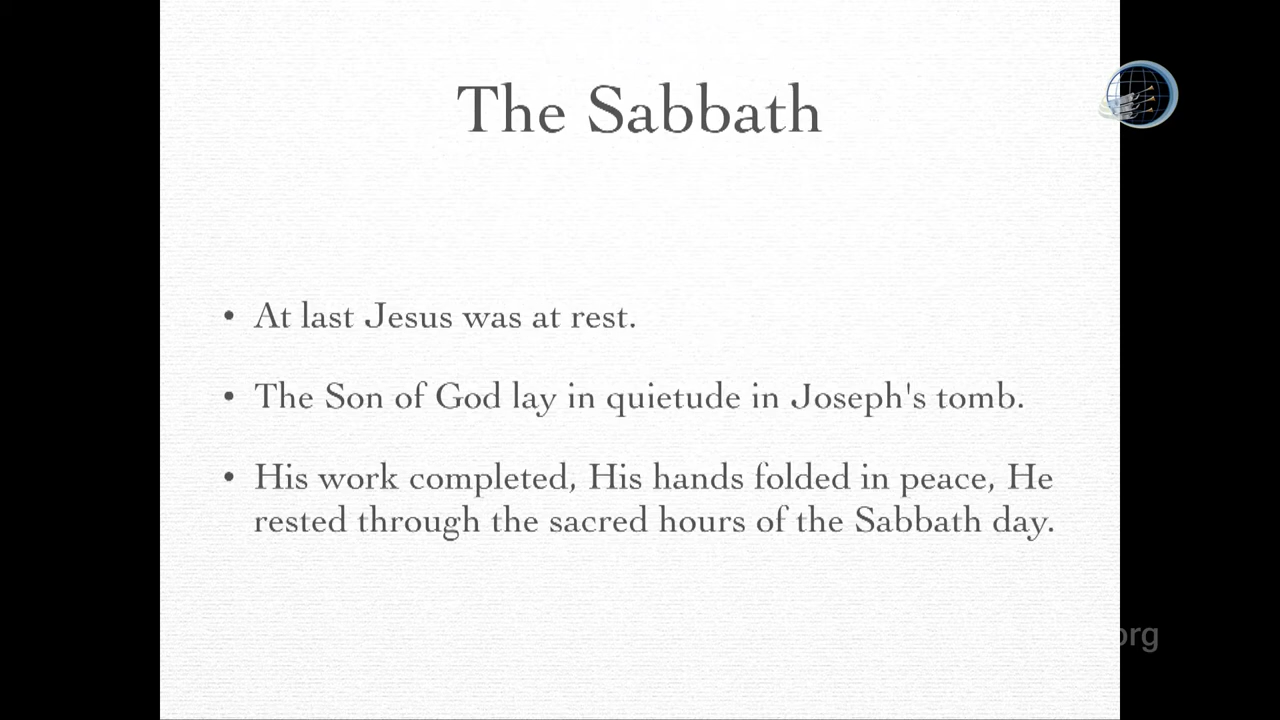 The Sabbath
• At last Jesus was at rest.
• The Son of God lay in quietude in Joseph's tomb.
• His work completed, His hands folded in peace, He
rested through the sacred hours of the Sabbath day.
org